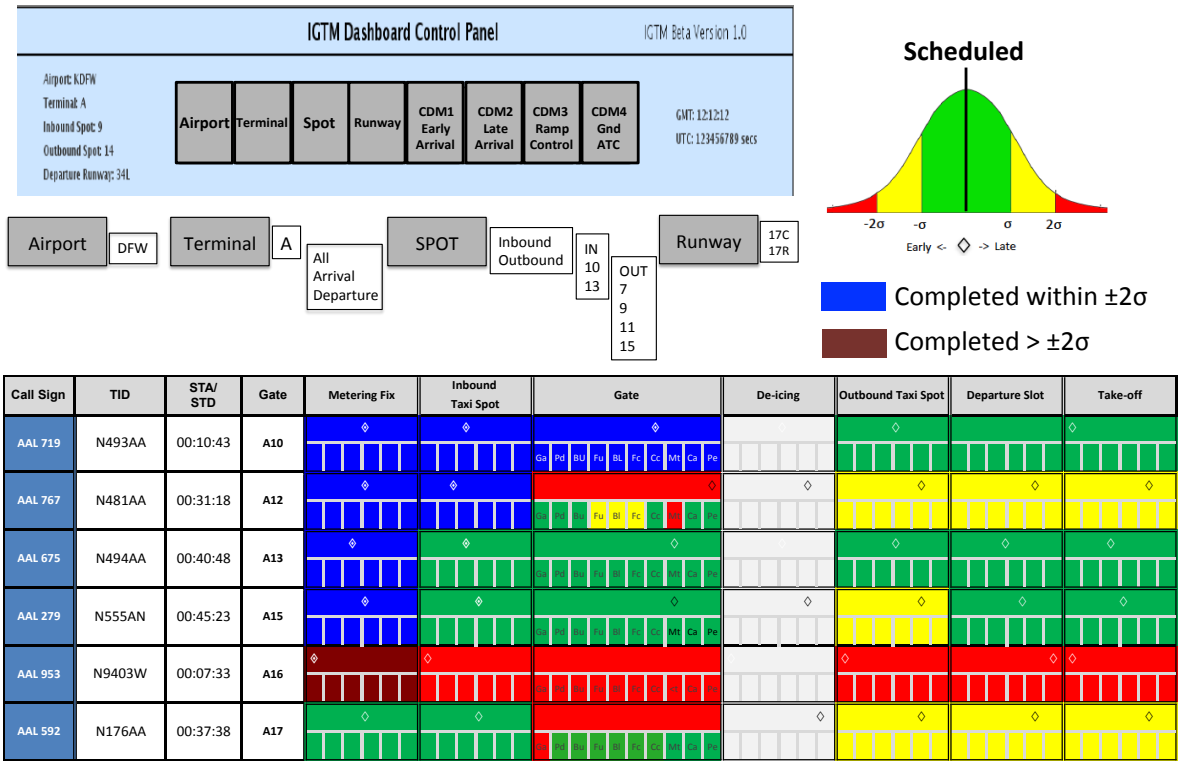 IGTM Dashboard Control Panel
IGTM Beta Version 1.0
Airport: KDFW
Terminal: A
Inbound Spot: 9
Outbound Spot: 14
Departure Runway: 34L
Airport
Terminal
Spot
Runway
CDM1
Early
Arrival
CDM2
Late
Arrival
CDM3
Ramp
Control
CDM4
Gnd
ATC
GMT: 12:12:12
UTC: 123456789 secs
Scheduled
-2σ -σ σ 2σ
Early <- -> Late
Airport
DFW
Terminal
A
All
Arrival
Departure
SPOT
Inbound
Outbound
IN
10
13
OUT
7
9
11
15
Runway
17C
17R
Completed within ±2σ
Completed > ±2σ
Call Sign TID STA/ STD Gate Metering Fix Inbound Taxi Spot Gate De-icing Outbound Taxi Spot Departure Slot Take-off
AAL 719 N493AA 00:10:43 A10
Ga Pd BU Fu BL Fc Cc Mt Ca Pe
AAL 767 N481AA 00:31:18 A12
Ga Pd Bu Fu Bl Fc Cc Mt Ca Pe
AAL 675 N494AA 00:40:48 A13
Ga Pd Bu Fu Bl Fc Cc Mt Ca Pe
AAL 279 N555AN 00:45:23 A15
Ga Pd Bu Fu Bl Fc Cc Mt Ca Pe
AAL 953 N9403W 00:07:33 A16
AAL 592 N176AA 00:37:38 A17
Pd Bu Fu Bl Fc Cc Mt Ca Pe